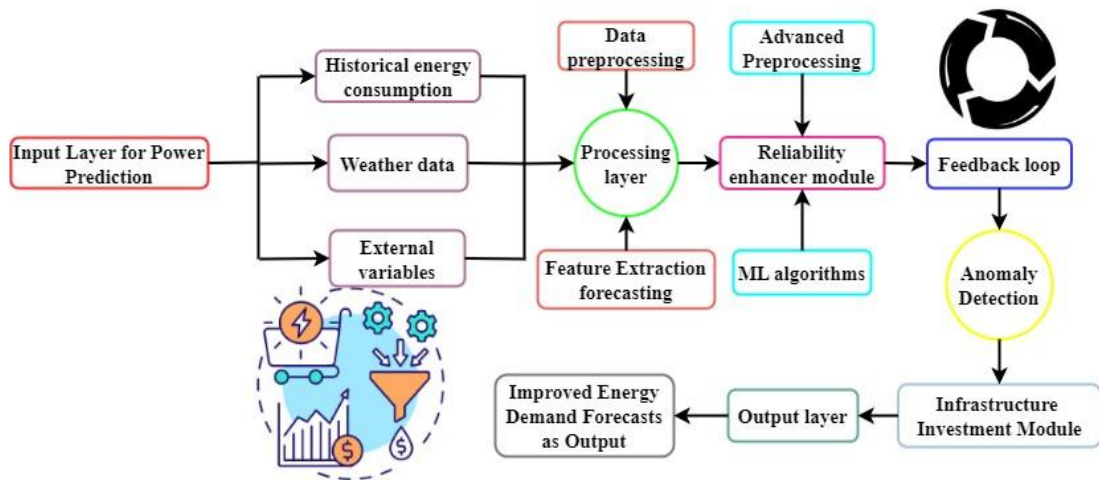 Input Layer for Power
Prediction
Historical energy
consumption
Weather data
External
variables
Data
preprocessing
Processing
layer
Feature Extraction
forecasting
Advanced
Preprocessing
Reliability
enhancer module
ML algorithms
Feedback loop
Anomaly
Detection
Infrastructure
Investment Module
Output layer
Improved Energy
Demand Forecasts
as Output
$
$